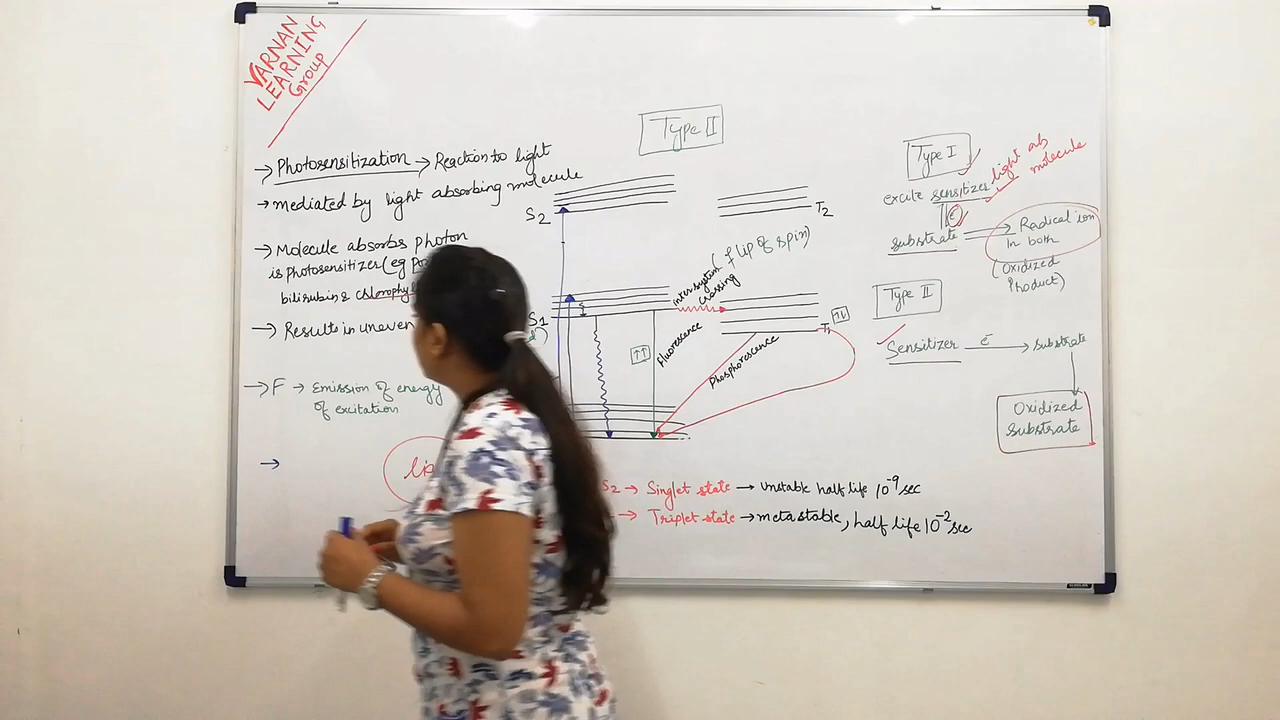 VARNAN
LEARNING
Group
→ Photosensitization → Reaction to light
→ mediated by light absorbing molecule
→ Molecule absorbs photon
is photosensitizer (eg
bilirubin &
→ Results in uneven
→ F → Emission of energy
of excitation
→
Type II
S2
T2
S1
intersystem (flip of spin)
crossing
T1
↑↓
↑↑
Fluorescence
Phosphorescence
S2 → Singlet state → Unstable half life 10⁻⁹ sec
→ Triplet state → metastable, half life 10⁻² sec
Type I
excite sensitizer light ab
molecule
e⁻
substrate → Radical ion
In both
(Oxidized
Product)
Type II
Sensitizer e⁻ → Substrate
Oxidized
Substrate